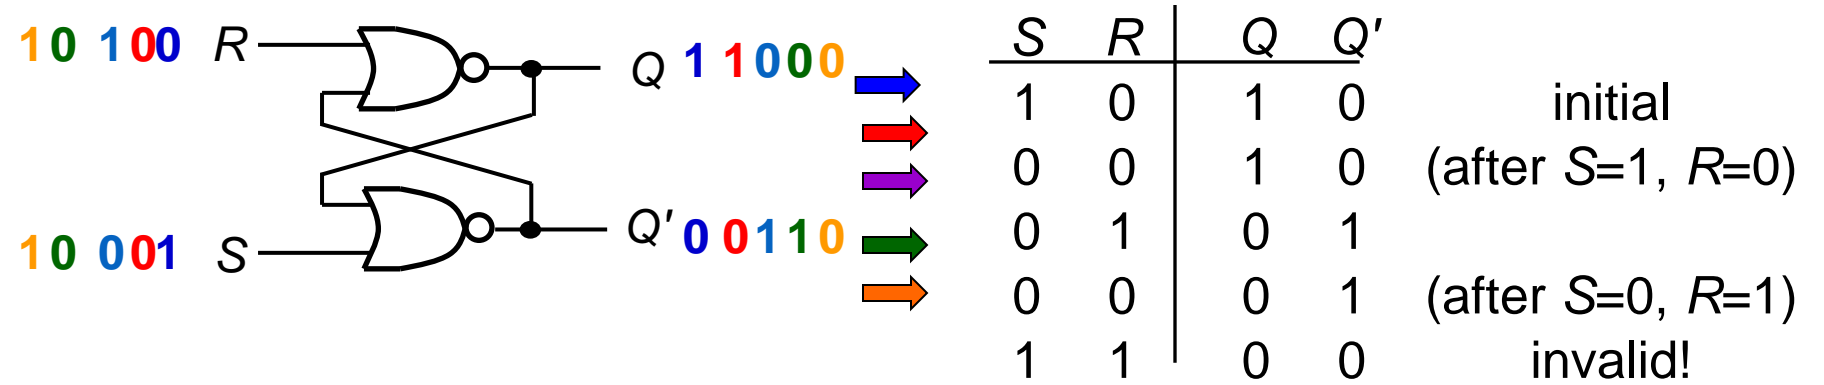 1 0 1 0 0 R
Q 1 1 0 0 0
Q' 0 0 1 1 0
1 0 0 0 1 S
S R Q Q'
1 0 1 0 initial
0 0 1 0 (after S=1, R=0)
0 1 0 1
0 0 0 1 (after S=0, R=1)
1 1 0 0 invalid!